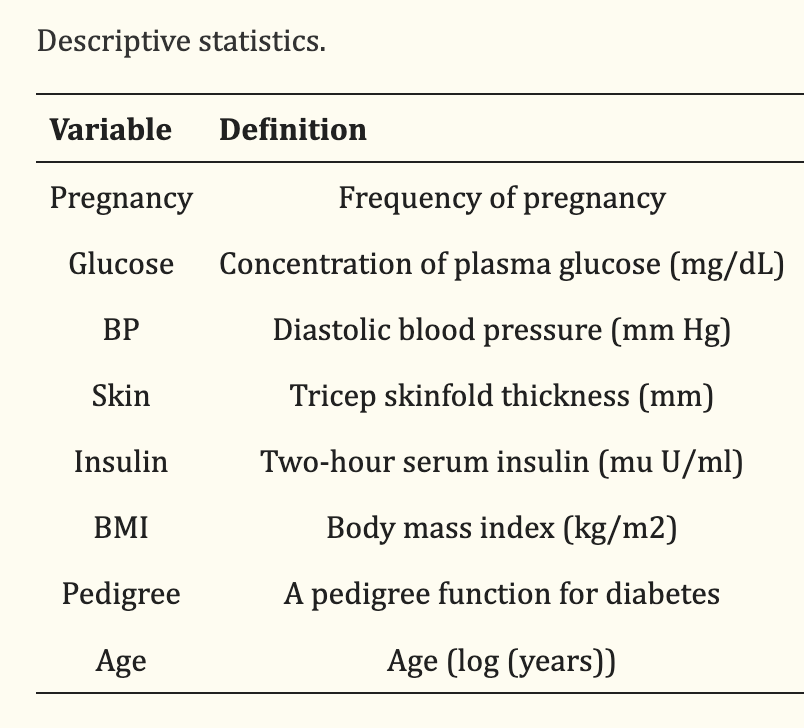 Descriptive statistics.
Variable Definition
Pregnancy Frequency of pregnancy
Glucose Concentration of plasma glucose (mg/dL)
BP Diastolic blood pressure (mm Hg)
Skin Tricep skinfold thickness (mm)
Insulin Two-hour serum insulin (mu U/ml)
BMI Body mass index (kg/m2)
Pedigree A pedigree function for diabetes
Age Age (log (years))